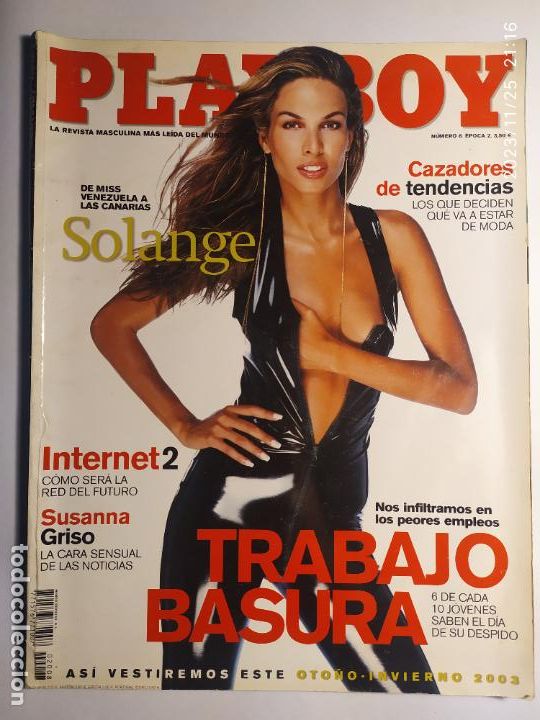 PLAYBOY
LA REVISTA MASCULINA MÁS LEÍDA DEL MUNDO
NÚMERO 6 ÉPOCA 2. 3,50 €
Cazadores
de tendencias
LOS QUE DECIDEN
QUÉ VA A ESTAR
DE MODA
DE MISS
VENEZUELA A
LAS CANARIAS
Solange
Internet2
CÓMO SERÁ LA
RED DEL FUTURO
Susanna
Griso
LA CARA SENSUAL
DE LAS NOTICIAS
Nos infiltramos en
los peores empleos
TRABAJO
BASURA
6 DE CADA
10 JÓVENES
SABEN EL DÍA
DE SU DESPIDO
02008
ASÍ VESTIREMOS ESTE OTOÑO-INVIERNO 2003
2023/11/25 21:16
todocoleccion